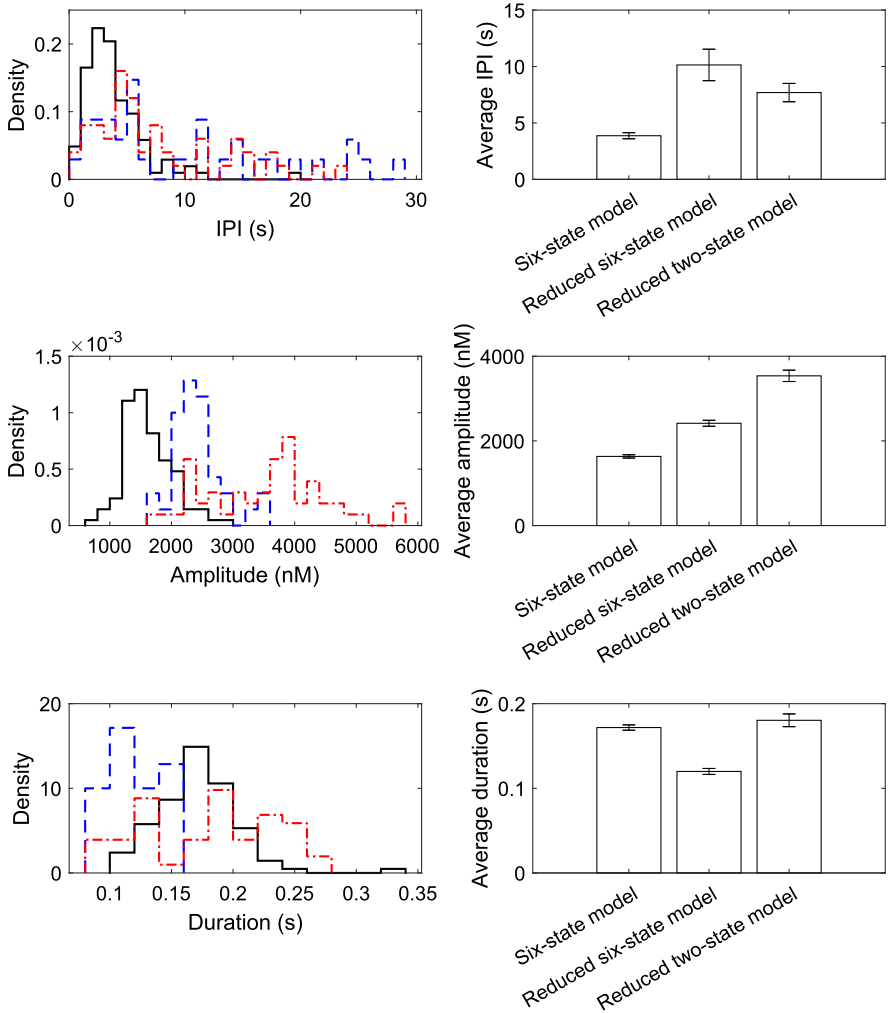 0.2
0.1
0
Density
0
10
20
30
IPI (s)
15
10
5
0
Average IPI (s)
Six-state model
Reduced six-state model
Reduced two-state model
×10-3
1.5
1
0.5
0
Density
1000
2000
3000
4000
5000
6000
Amplitude (nM)
4000
2000
0
Average amplitude (nM)
Six-state model
Reduced six-state model
Reduced two-state model
20
10
0
Density
0.1
0.15
0.2
0.25
0.3
0.35
Duration (s)
0.2
0.1
0
Average duration (s)
Six-state model
Reduced six-state model
Reduced two-state model